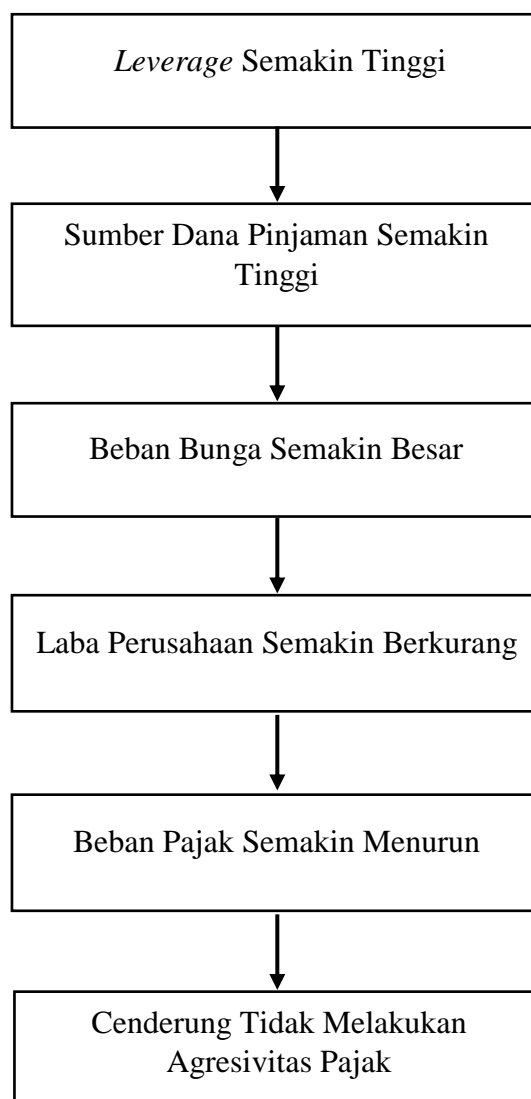 Leverage Semakin Tinggi
Sumber Dana Pinjaman Semakin
Tinggi
Beban Bunga Semakin Besar
Laba Perusahaan Semakin Berkurang
Beban Pajak Semakin Menurun
Cenderung Tidak Melakukan
Agresivitas Pajak